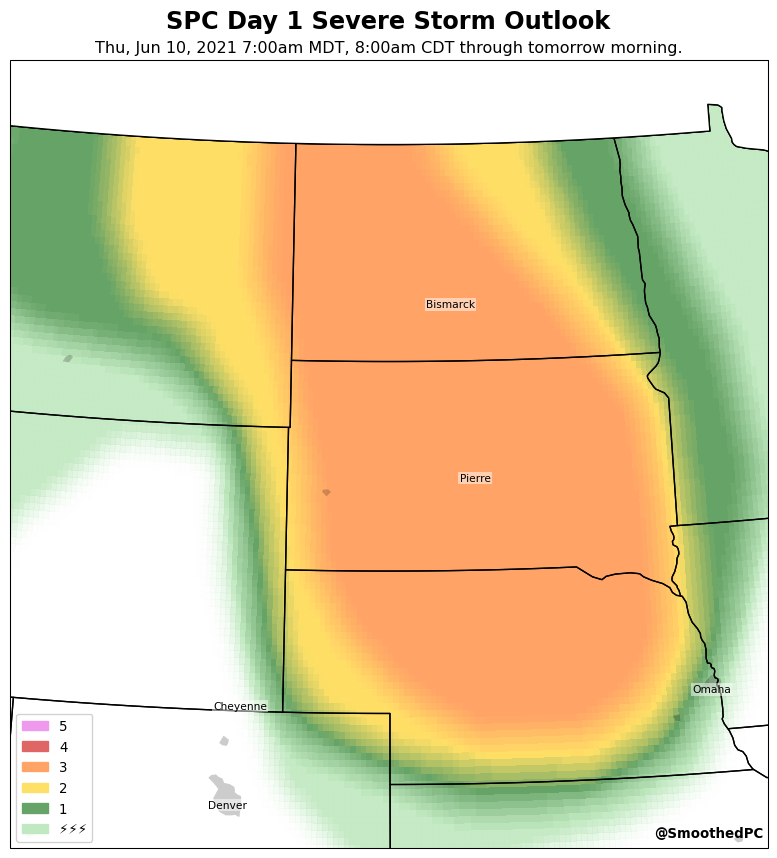 SPC Day 1 Severe Storm Outlook
Thu, Jun 10, 2021 7:00am MDT, 8:00am CDT through tomorrow morning.
Bismarck
Pierre
Omaha
Cheyenne
Denver
5
4
3
2
1
⚡⚡⚡
@SmoothedPC